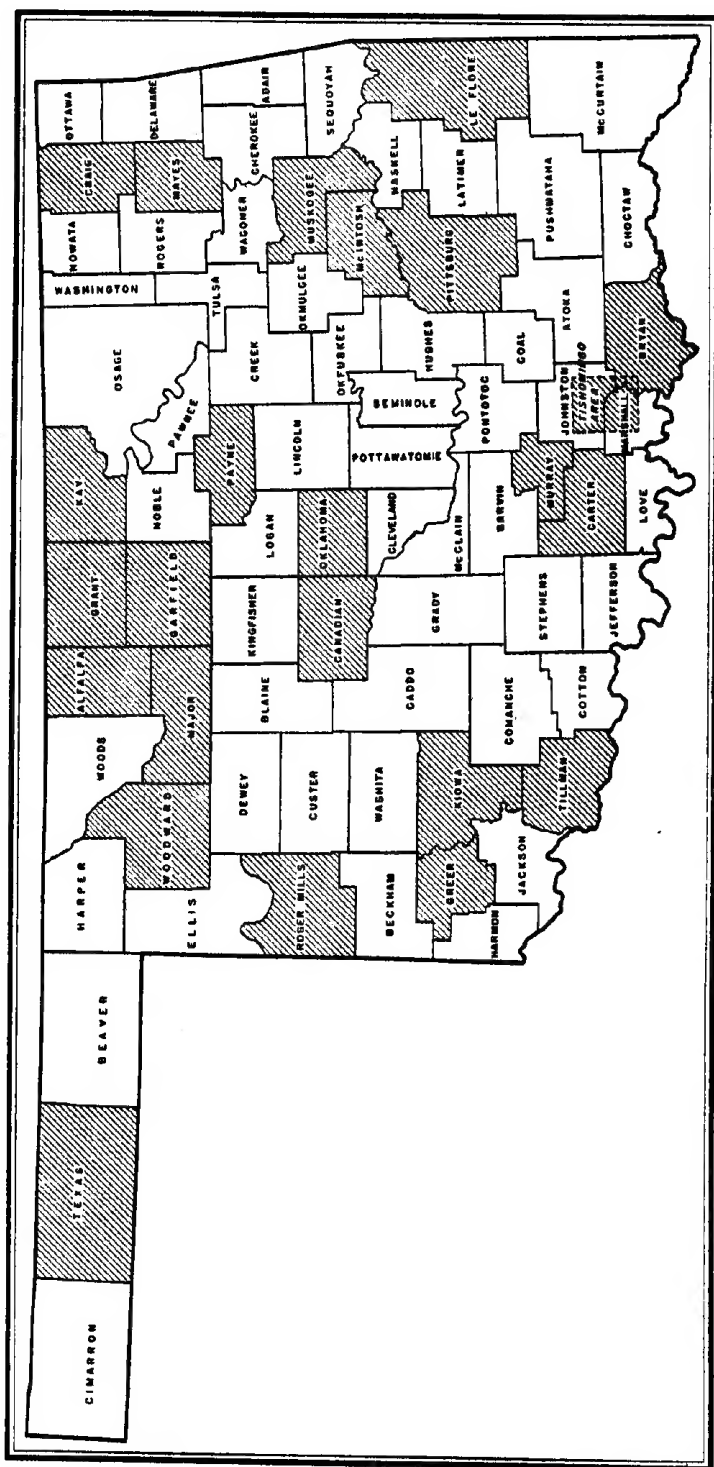 CIMARRON
TEXAS
BEAVER
HARPER
WOODS
ALFALFA
GRANT
KAY
OSAGE
WASHINGTON
NOWATA
CRAIG
OTTAWA
ELLIS
WOODWARD
MAJOR
GARFIELD
NOBLE
PAWNEE
ROGERS
MAYES
DELAWARE
ROGER MILLS
DEWEY
BLAINE
KINGFISHER
LOGAN
PAYNE
CREEK
TULSA
WAGONER
CHEROKEE
ADAIR
CUSTER
CANADIAN
OKLAHOMA
LINCOLN
OKFUSKEE
OKMULGEE
MUSKOGEE
SEQUOYAH
BECKHAM
WASHITA
CADDO
GRADY
CLEVELAND
POTTAWATOMIE
SEMINOLE
HUGHES
MCINTOSH
HASKELL
HARMON
GREER
KIOWA
COMANCHE
McCLAIN
GARVIN
PONTOTOC
COAL
PITTSBURG
LATIMER
LE FLORE
JACKSON
TILLMAN
COTTON
STEPHENS
JEFFERSON
MURRAY
CARTER
LOVE
JOHNSTON
TISHOMINGO
AREA
MARSHALL
ATOKA
BRYAN
PUSHMATAHA
CHOCTAW
McCURTAIN